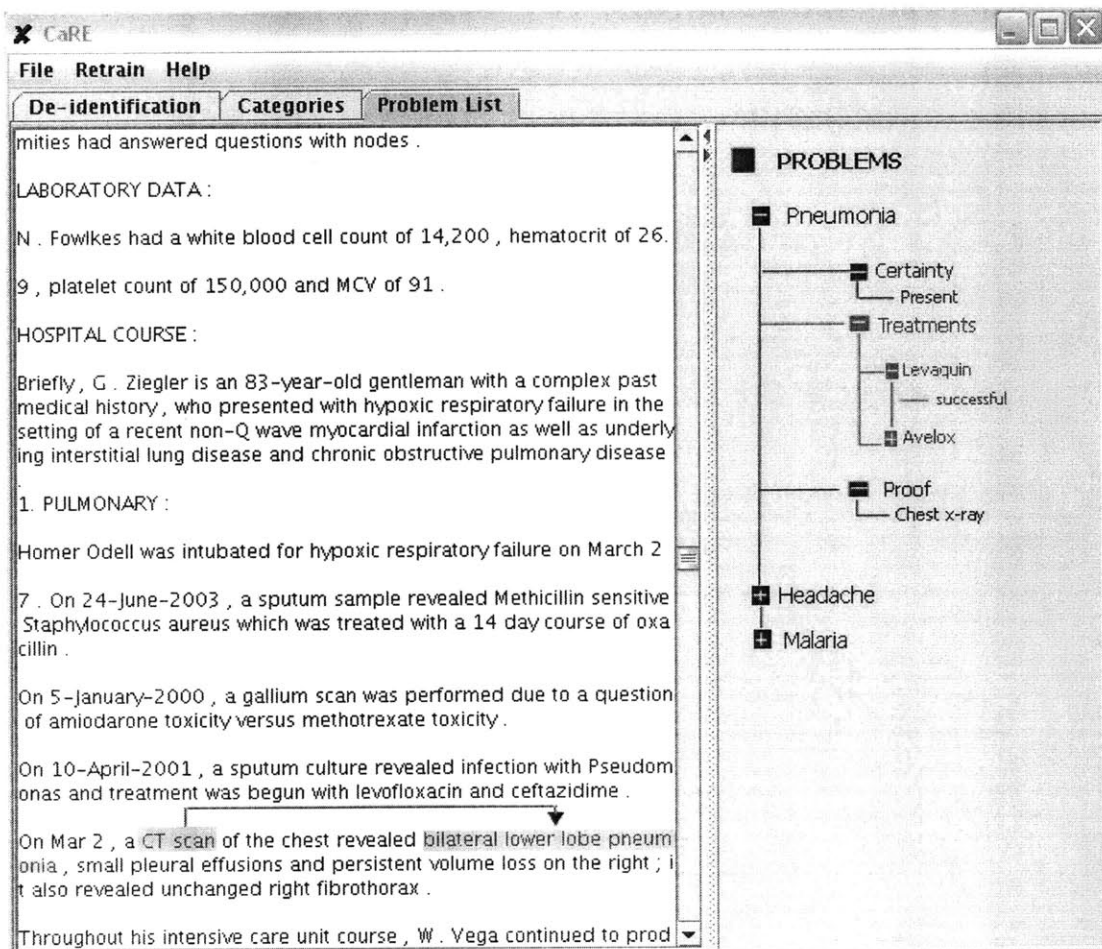 CaRE
File Retrain Help
De-identification Categories Problem List
mities had answered questions with nodes .
LABORATORY DATA :
N . Fowlkes had a white blood cell count of 14,200 , hematocrit of 26.
9 , platelet count of 150,000 and MCV of 91 .
HOSPITAL COURSE :
Briefly , G . Ziegler is an 83-year-old gentleman with a complex past
medical history , who presented with hypoxic respiratory failure in the
setting of a recent non-Q wave myocardial infarction as well as underly
ing interstitial lung disease and chronic obstructive pulmonary disease
.
1. PULMONARY :
Homer Odell was intubated for hypoxic respiratory failure on March 2
7 . On 24-June-2003 , a sputum sample revealed Methicillin sensitive
Staphylococcus aureus which was treated with a 14 day course of oxa
cillin .
On 5-January-2000 , a gallium scan was performed due to a question
of amiodarone toxicity versus methotrexate toxicity .
On 10-April-2001 , a sputum culture revealed infection with Pseudom
onas and treatment was begun with levofloxacin and ceftazidime .
On Mar 2 , a CT scan of the chest revealed bilateral lower lobe pneum
onia , small pleural effusions and persistent volume loss on the right ; i
t also revealed unchanged right fibrothorax .
Throughout his intensive care unit course , W . Vega continued to prod
PROBLEMS
Pneumonia
Certainty
Present
Treatments
Levaquin
successful
Avelox
Proof
Chest x-ray
Headache
Malaria